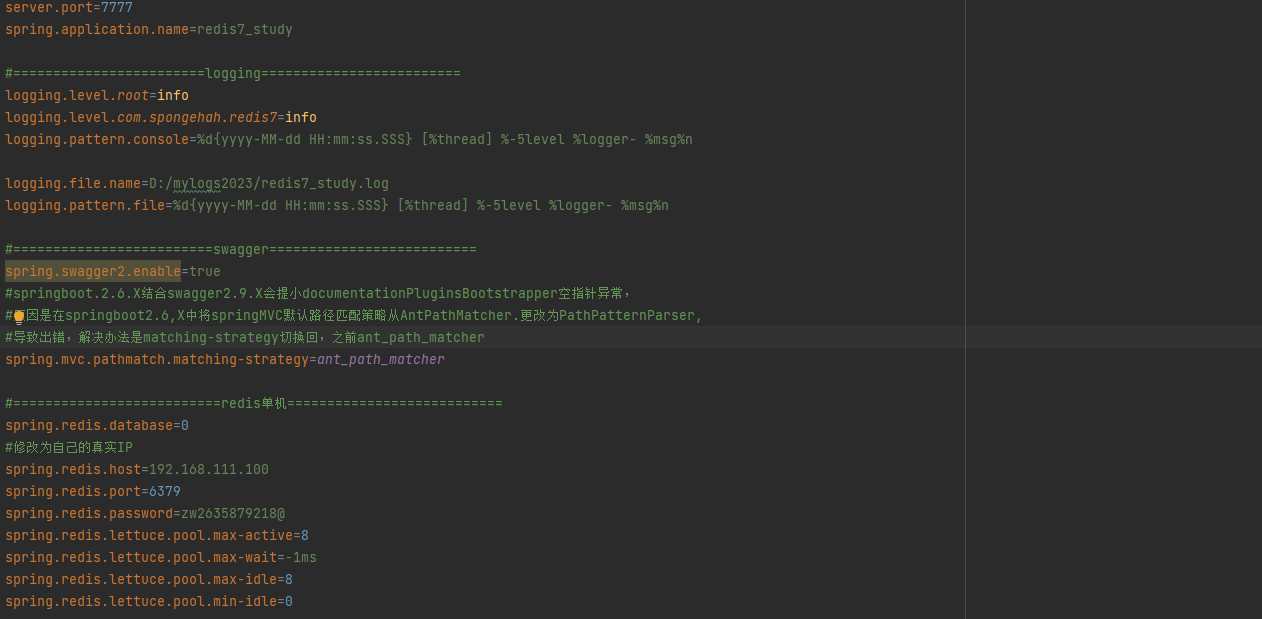 server.port=7777
spring.application.name=redis7_study
#========================logging=========================
logging.level.root=info
logging.level.com.spongehah.redis7=info
logging.pattern.console=%d{yyyy-MM-dd HH:mm:ss.SSS} [%thread] %-5level %logger- %msg%n
logging.file.name=D:/mylogs2023/redis7_study.log
logging.pattern.file=%d{yyyy-MM-dd HH:mm:ss.SSS} [%thread] %-5level %logger- %msg%n
#=========================swagger==========================
spring.swagger2.enable=true
#springboot.2.6.X结合swagger2.9.X会提小documentationPluginsBootstrapper空指针异常,
#因是在springboot2.6,X中将springMVC默认路径匹配策略从AntPathMatcher.更改为PathPatternParser,
#导致出错，解决办法是matching-strategy切换回，之前ant_path_matcher
spring.mvc.pathmatch.matching-strategy=ant_path_matcher
#==========================redis单机===========================
spring.redis.database=0
#修改为自己的真实IP
spring.redis.host=192.168.111.100
spring.redis.port=6379
spring.redis.password=zw2635879218@
spring.redis.lettuce.pool.max-active=8
spring.redis.lettuce.pool.max-wait=-1ms
spring.redis.lettuce.pool.max-idle=8
spring.redis.lettuce.pool.min-idle=0